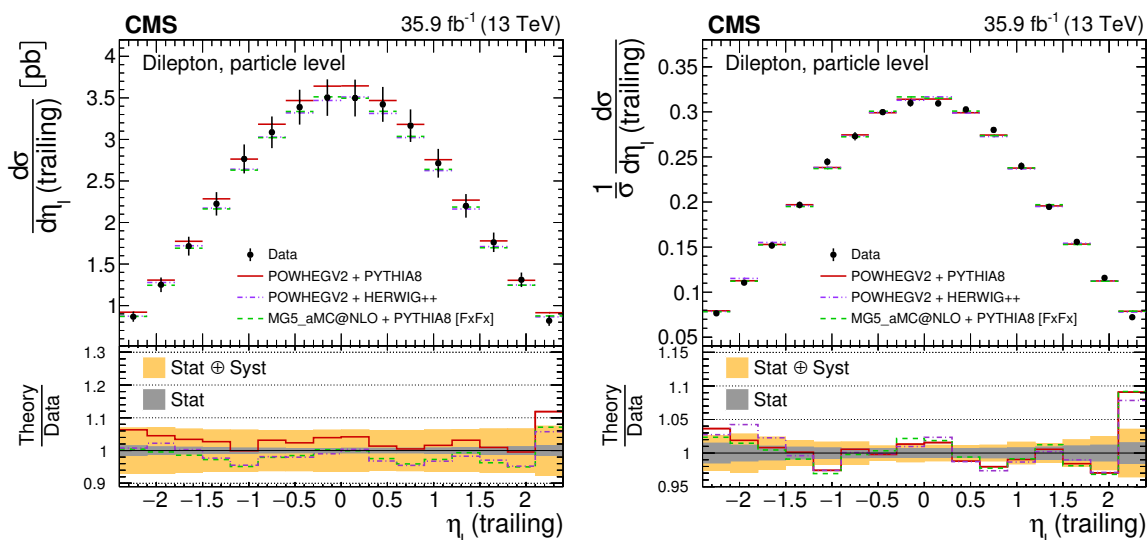 CMS 35.9 fb⁻¹ (13 TeV)
dσ/dηₗ (trailing) [pb]
Dilepton, particle level
4
3.5
3
2.5
2
1.5
1
Data
POWHEGV2 + PYTHIA8
POWHEGV2 + HERWIG++
MG5_aMC@NLO + PYTHIA8 [FxFx]
Theory/Data
1.3
1.2
1.1
1
0.9
Stat ⊕ Syst
Stat
−2 −1.5 −1 −0.5 0 0.5 1 1.5 2
ηₗ (trailing)
CMS 35.9 fb⁻¹ (13 TeV)
1/σ dσ/dηₗ (trailing)
Dilepton, particle level
0.35
0.3
0.25
0.2
0.15
0.1
0.05
Data
POWHEGV2 + PYTHIA8
POWHEGV2 + HERWIG++
MG5_aMC@NLO + PYTHIA8 [FxFx]
Theory/Data
1.15
1.1
1.05
1
0.95
Stat ⊕ Syst
Stat
−2 −1.5 −1 −0.5 0 0.5 1 1.5 2
ηₗ (trailing)